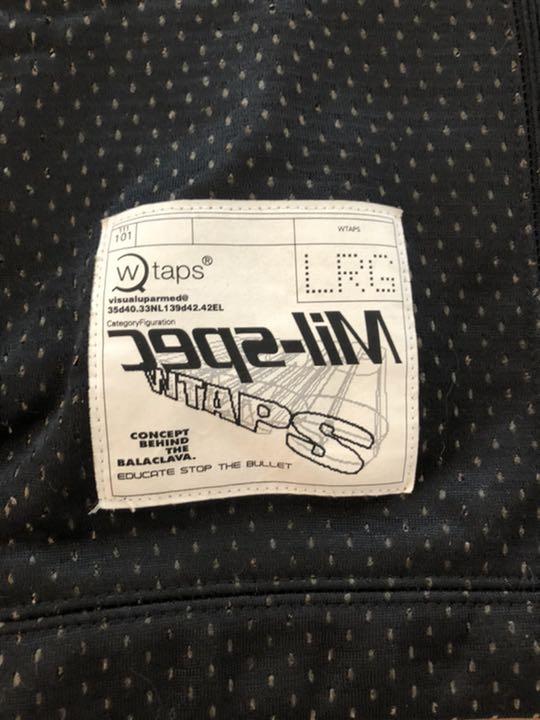 101
WTAPS
Wtaps®
LRG
visualuparmed@
35d40.33NL139d42.42EL
CategoryFiguration
Mil-spec
WTAPS
CONCEPT
BEHIND
THE
BALACLAVA.
EDUCATE STOP THE BULLET